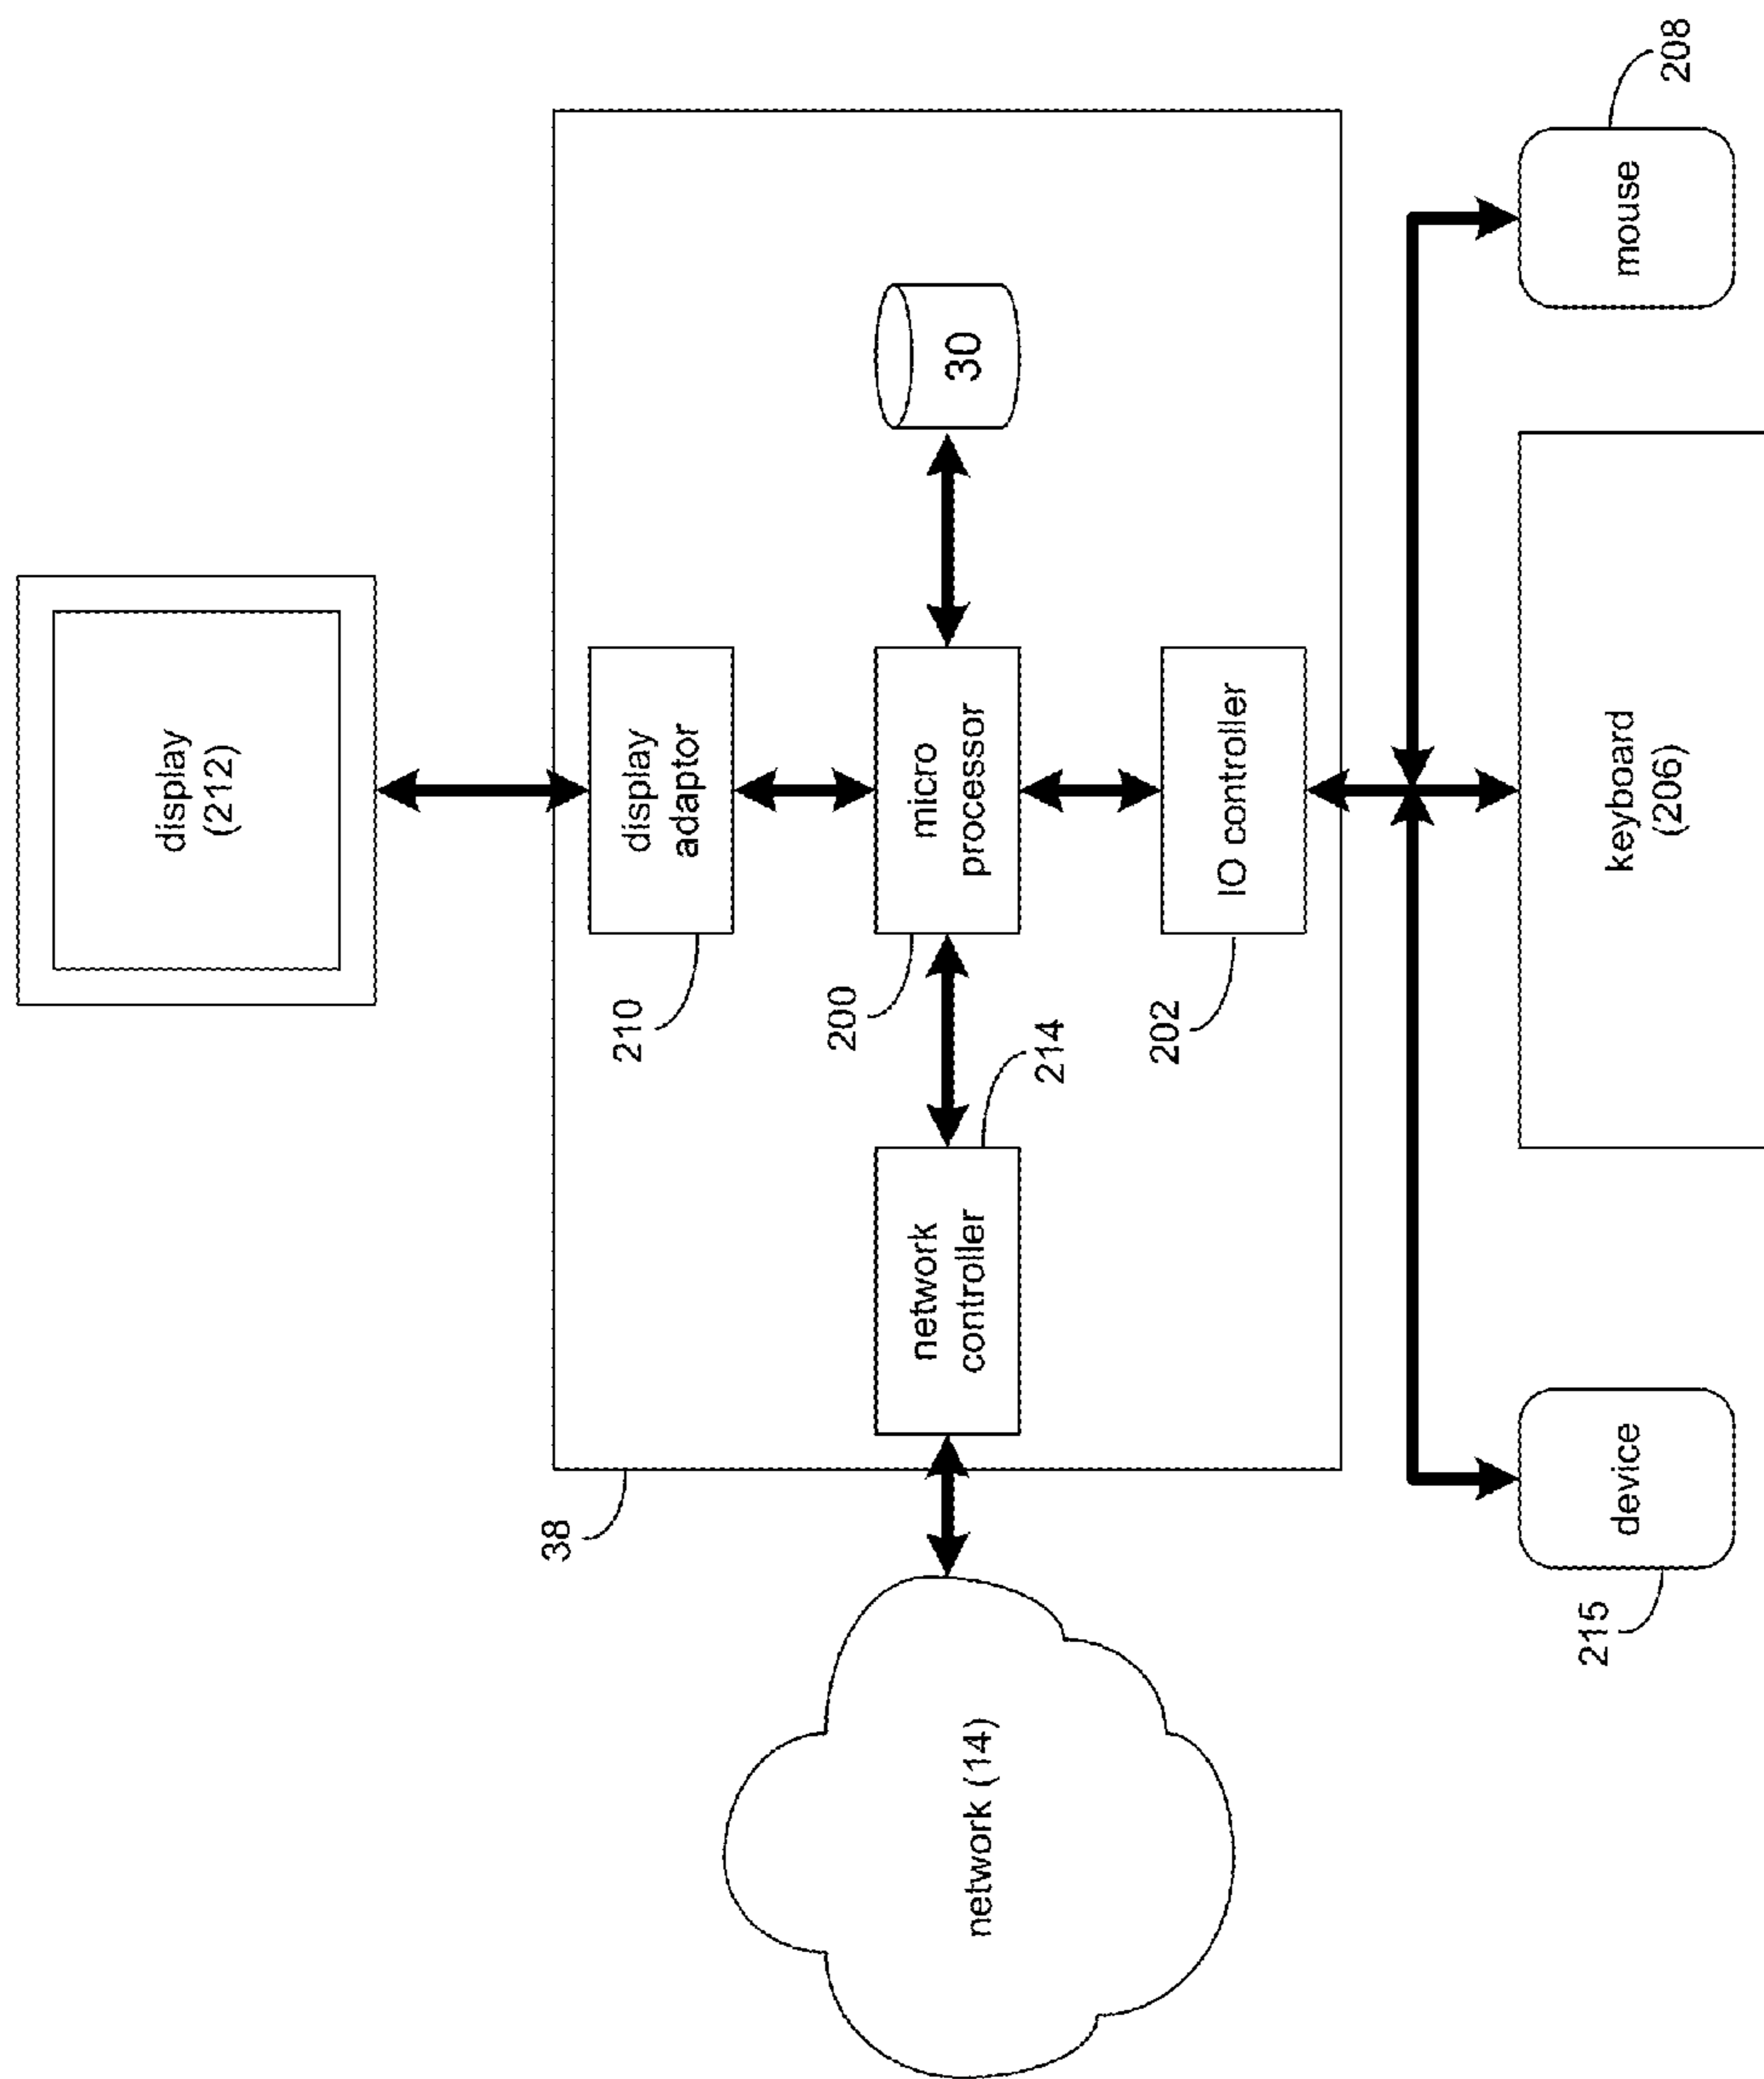 display
(212)
display
adaptor
210
micro
processor
200
30
network
controller
214
IO controller
202
38
network (14)
device
215
keyboard
(206)
mouse
208